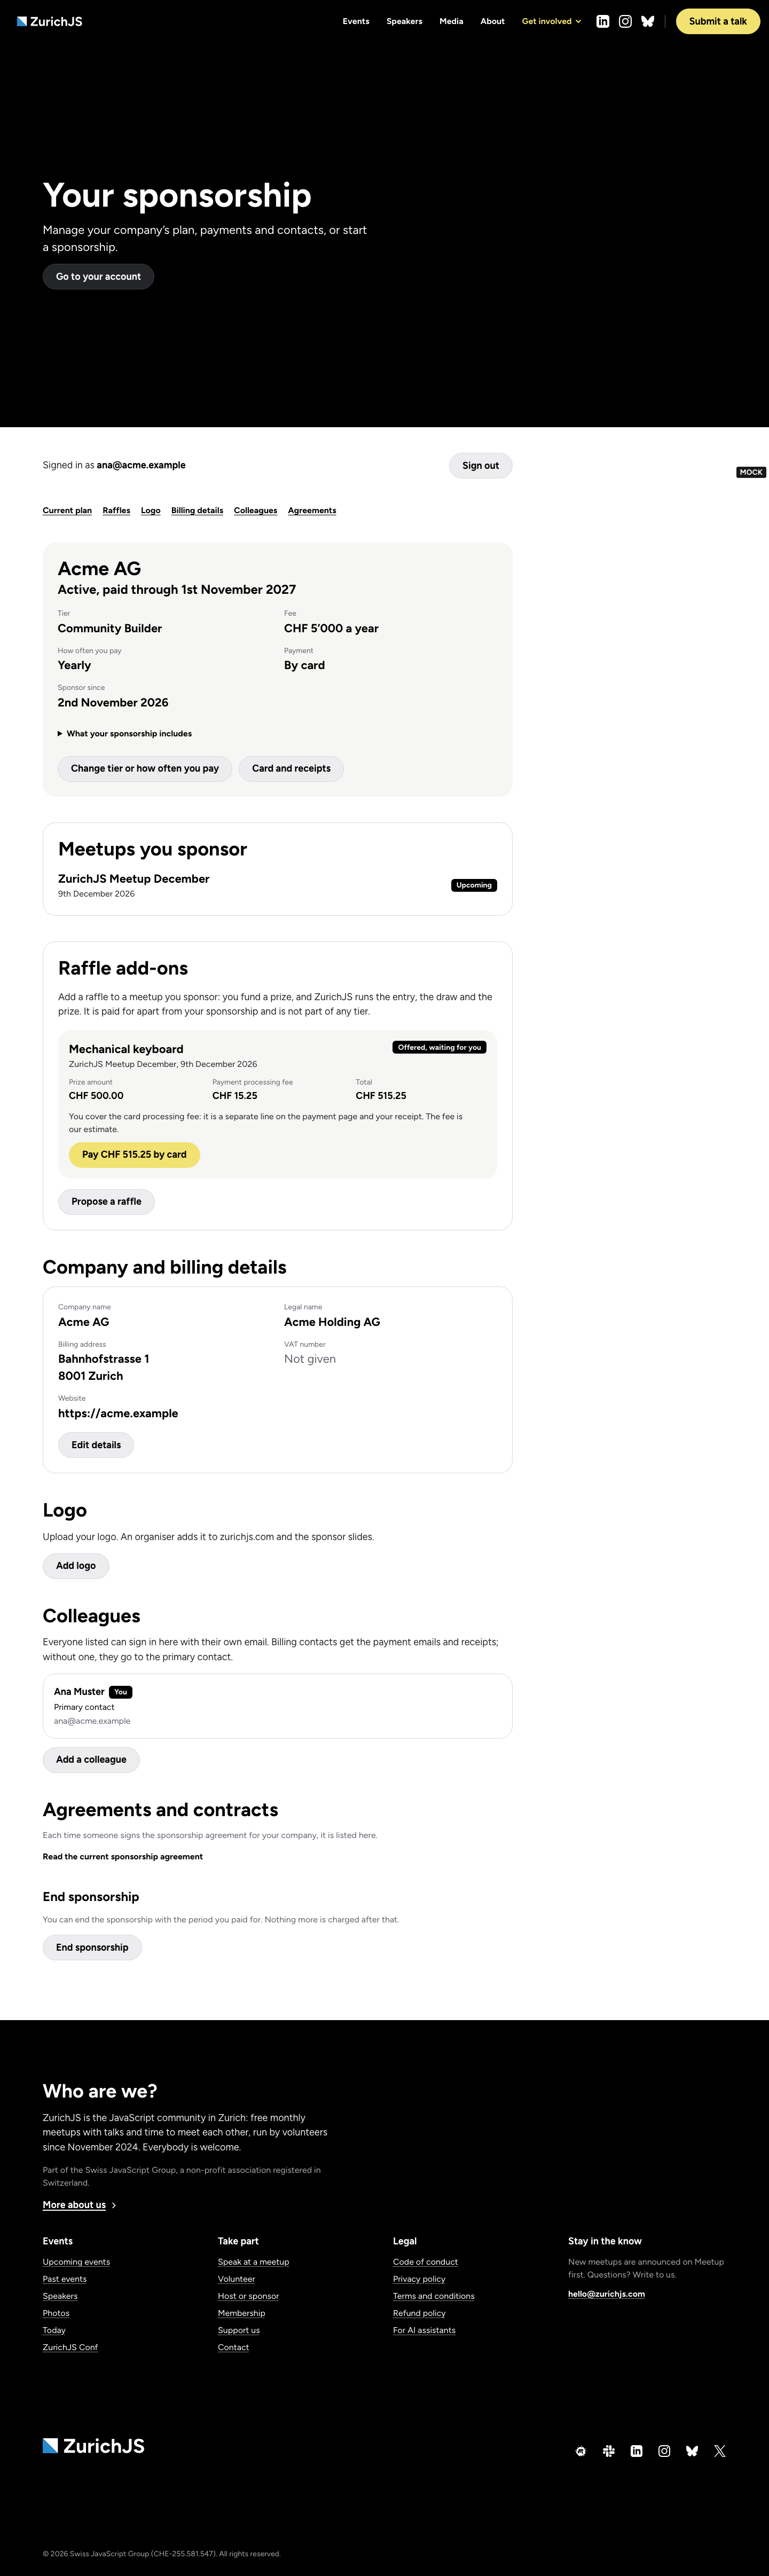 ZurichJS
Events
Speakers
Media
About
Get involved
Submit a talk
Your sponsorship
Manage your company’s plan, payments and contacts, or start
a sponsorship.
Go to your account
Signed in as ana@acme.example
Sign out
MOCK
Current plan
Raffles
Logo
Billing details
Colleagues
Agreements
Acme AG
Active, paid through 1st November 2027
Tier
Community Builder
Fee
CHF 5’000 a year
How often you pay
Yearly
Payment
By card
Sponsor since
2nd November 2026
What your sponsorship includes
Change tier or how often you pay
Card and receipts
Meetups you sponsor
ZurichJS Meetup December
9th December 2026
Upcoming
Raffle add-ons
Add a raffle to a meetup you sponsor: you fund a prize, and ZurichJS runs the entry, the draw and the
prize. It is paid for apart from your sponsorship and is not part of any tier.
Mechanical keyboard
Offered, waiting for you
ZurichJS Meetup December, 9th December 2026
Prize amount
CHF 500.00
Payment processing fee
CHF 15.25
Total
CHF 515.25
You cover the card processing fee: it is a separate line on the payment page and your receipt. The fee is
our estimate.
Pay CHF 515.25 by card
Propose a raffle
Company and billing details
Company name
Acme AG
Legal name
Acme Holding AG
Billing address
Bahnhofstrasse 1
8001 Zurich
VAT number
Not given
Website
https://acme.example
Edit details
Logo
Upload your logo. An organiser adds it to zurichjs.com and the sponsor slides.
Add logo
Colleagues
Everyone listed can sign in here with their own email. Billing contacts get the payment emails and receipts;
without one, they go to the primary contact.
Ana Muster
You
Primary contact
ana@acme.example
Add a colleague
Agreements and contracts
Each time someone signs the sponsorship agreement for your company, it is listed here.
Read the current sponsorship agreement
End sponsorship
You can end the sponsorship with the period you paid for. Nothing more is charged after that.
End sponsorship
Who are we?
ZurichJS is the JavaScript community in Zurich: free monthly
meetups with talks and time to meet each other, run by volunteers
since November 2024. Everybody is welcome.
Part of the Swiss JavaScript Group, a non-profit association registered in
Switzerland.
More about us
Events
Upcoming events
Past events
Speakers
Photos
Today
ZurichJS Conf
Take part
Speak at a meetup
Volunteer
Host or sponsor
Membership
Support us
Contact
Legal
Code of conduct
Privacy policy
Terms and conditions
Refund policy
For AI assistants
Stay in the know
New meetups are announced on Meetup
first. Questions? Write to us.
hello@zurichjs.com
ZurichJS
© 2026 Swiss JavaScript Group (CHE-255.581.547). All rights reserved.